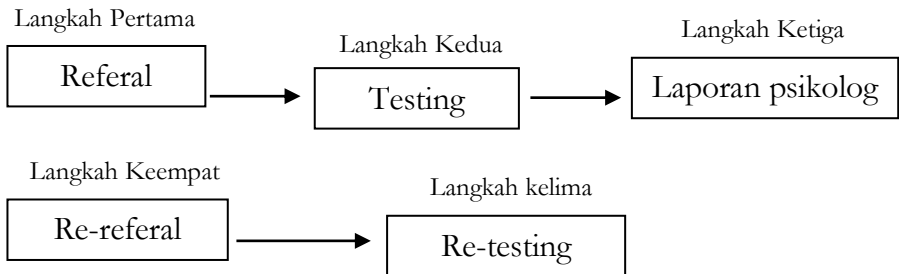 Langkah Pertama
Referal
Langkah Kedua
Testing
Langkah Ketiga
Laporan psikolog
Langkah Keempat
Re-referal
Langkah kelima
Re-testing